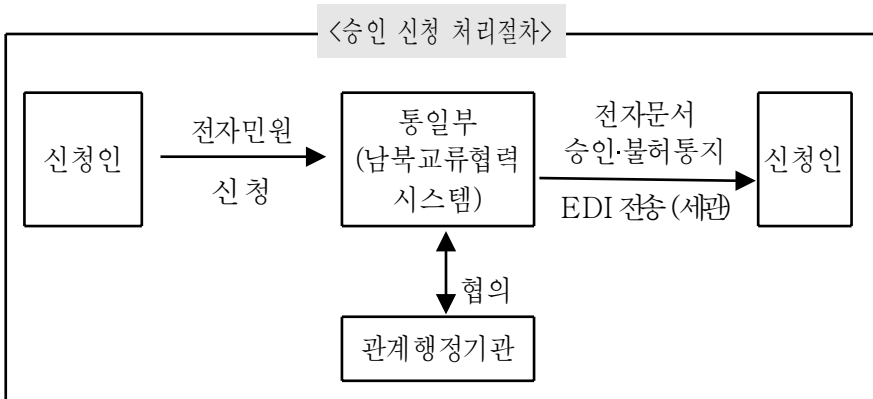 <승인 신청 처리절차>
신청인
전자민원
신청
통일부
(남북교류협력
시스템)
전자문서
승인·불허통지
EDI 전송(세관)
신청인
협의
관계행정기관